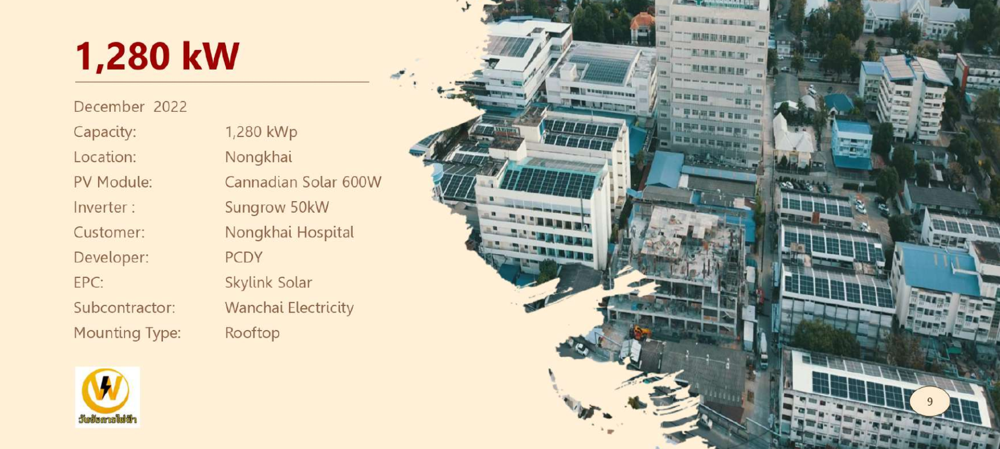 1,280 kW
December 2022
Capacity: 1,280 kWp
Location: Nongkhai
PV Module: Cannadian Solar 600W
Inverter : Sungrow 50kW
Customer: Nongkhai Hospital
Developer: PCDY
EPC: Skylink Solar
Subcontractor: Wanchai Electricity
Mounting Type: Rooftop
W
วันชัยการไฟฟ้า
9